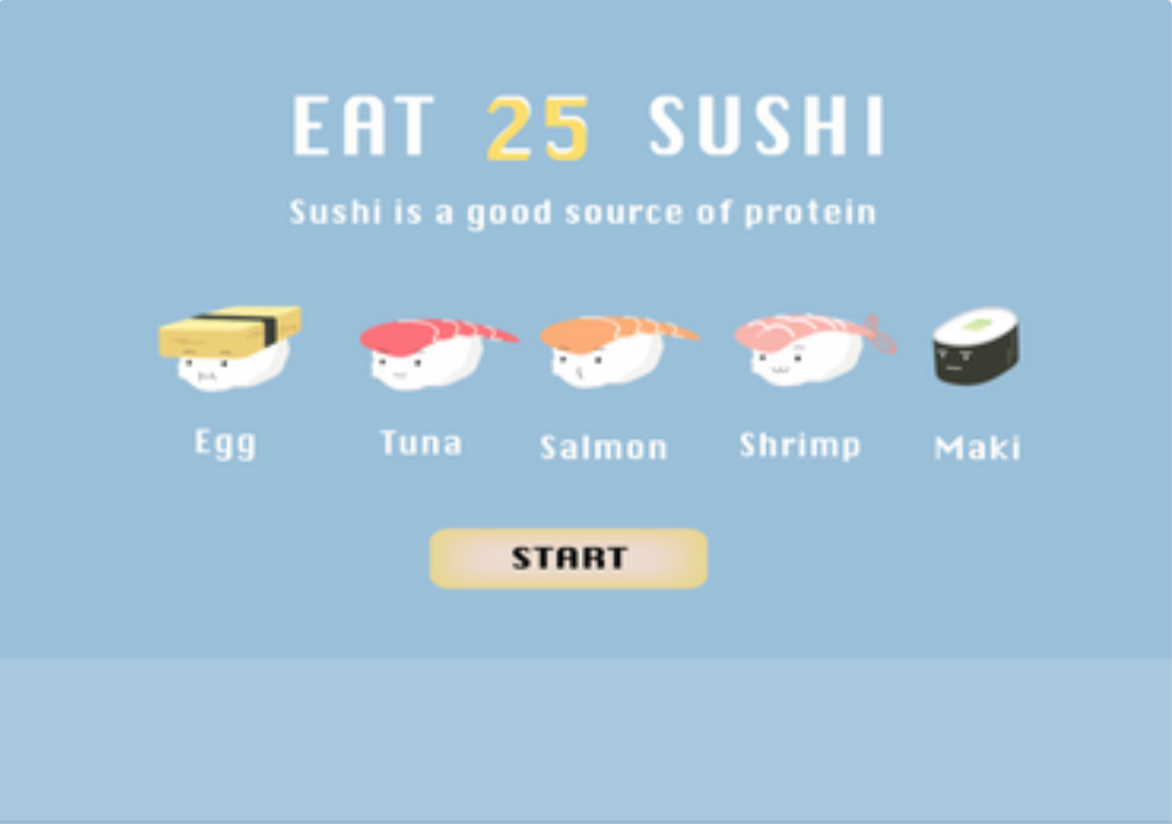 EAT 25 SUSHI
Sushi is a good source of protein
Egg Tuna Salmon Shrimp Maki
START